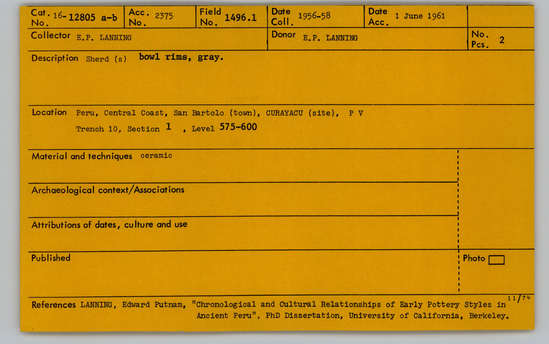 Cat. No. 16-12805 a-b Acc. No. 2375 Field No. 1496.1 Date Coll. 1956-58 Date Acc. 1 June 1961
Collector E.P. LANNING Donor E.P. LANNING No. Pcs. 2
Description Sherd (s) bowl rims, gray.
Location Peru, Central Coast, San Bartolo (town), CURAYACU (site), P V
Trench 10, Section 1 , Level 575-600
Material and techniques ceramic
Archaeological context/Associations
Attributions of dates, culture and use
Published Photo
11/74
References LANNING, Edward Putnam, "Chronological and Cultural Relationships of Early Pottery Styles in
Ancient Peru", PhD Dissertation, University of California, Berkeley.